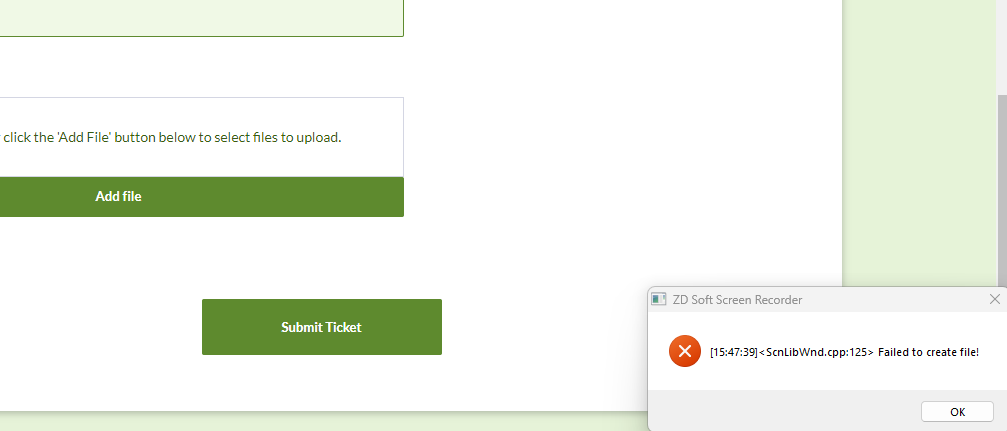 click the 'Add File' button below to select files to upload.
Add file
Submit Ticket
ZD Soft Screen Recorder
[15:47:39]<ScnLibWnd.cpp:125> Failed to create file!
OK